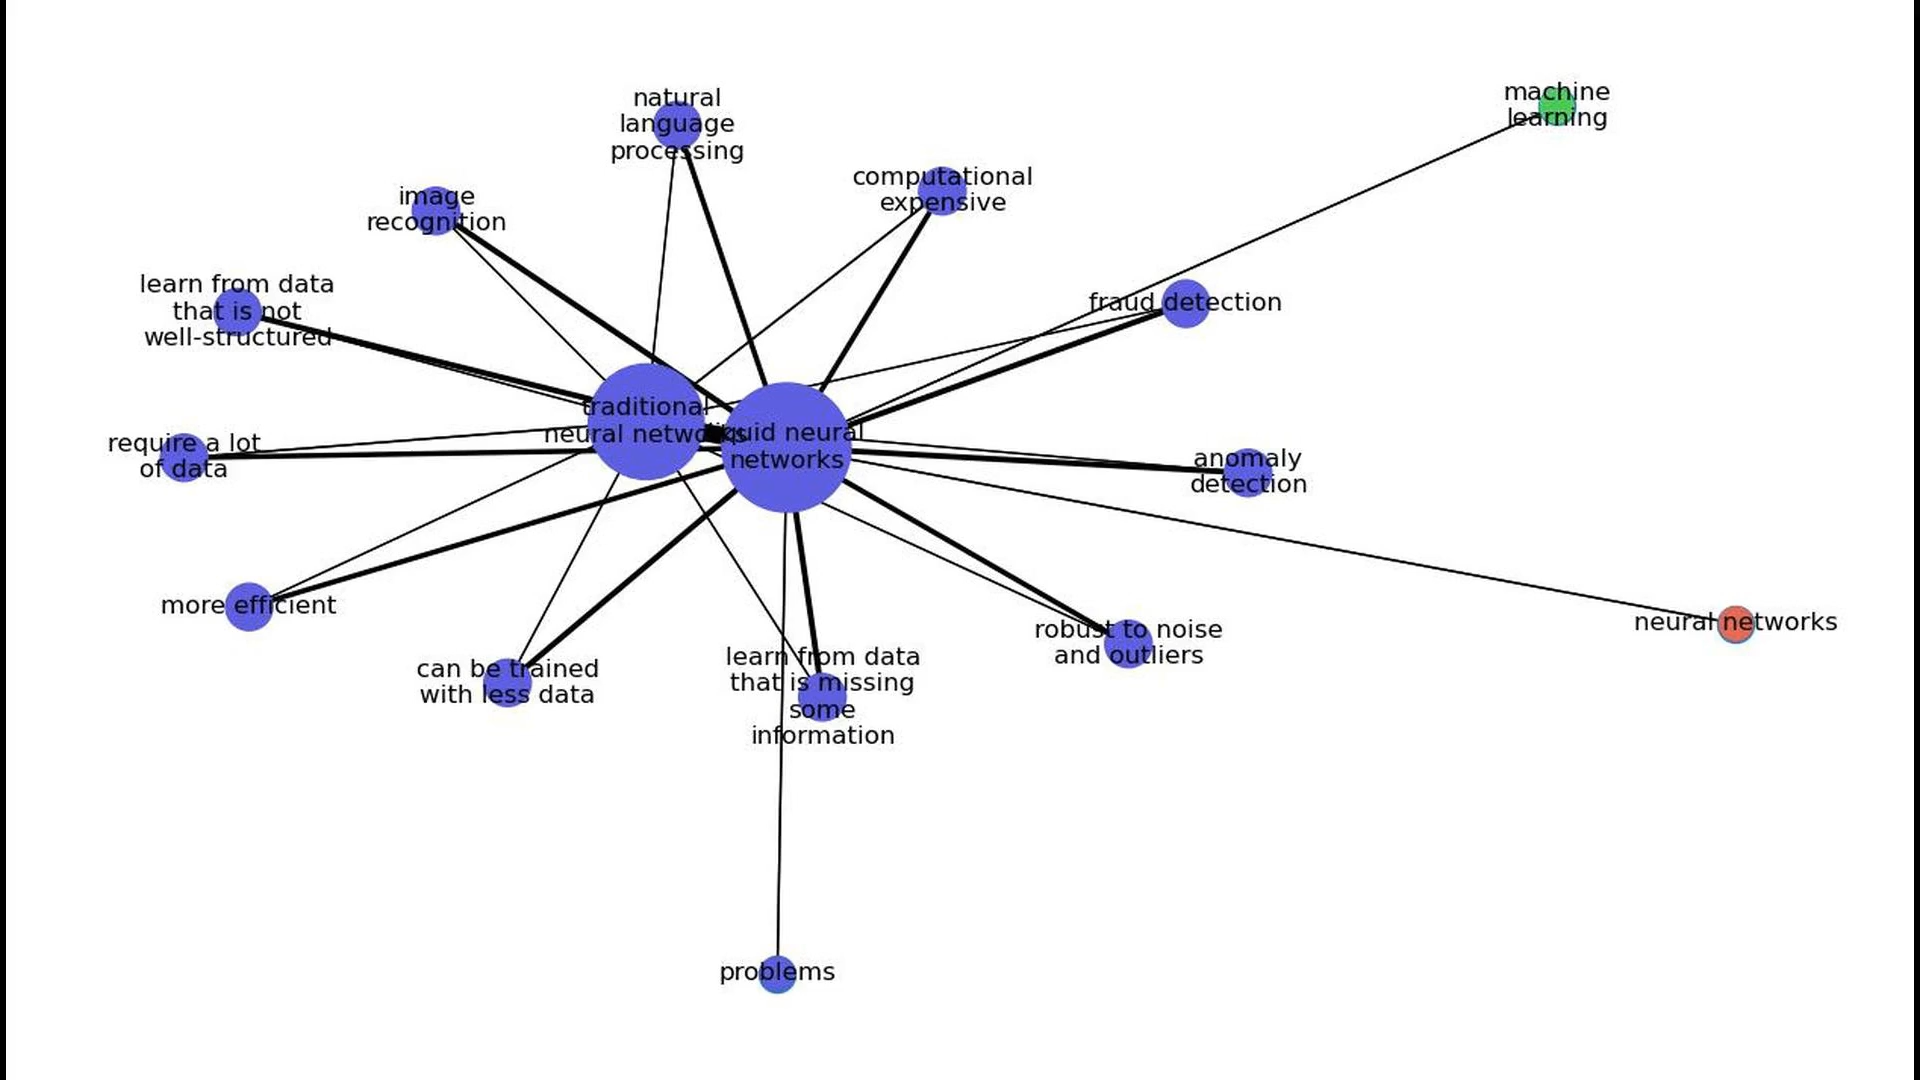 natural
language
processing
machine
learning
computational
expensive
image
recognition
learn from data
that is not
well-structured
fraud detection
traditional
neural networks
liquid neural
networks
require a lot
of data
anomaly
detection
more efficient
robust to noise
and outliers
neural networks
can be trained
with less data
learn from data
that is missing
some
information
problems